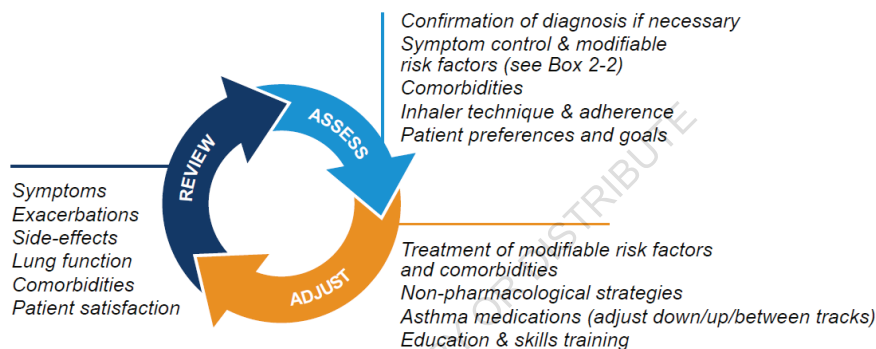 Confirmation of diagnosis if necessary
Symptom control & modifiable
risk factors (see Box 2-2)
Comorbidities
Inhaler technique & adherence
Patient preferences and goals
ASSESS
REVIEW
ADJUST
Symptoms
Exacerbations
Side-effects
Lung function
Comorbidities
Patient satisfaction
Treatment of modifiable risk factors
and comorbidities
Non-pharmacological strategies
Asthma medications (adjust down/up/between tracks)
Education & skills training
OR DISTRIBUTE